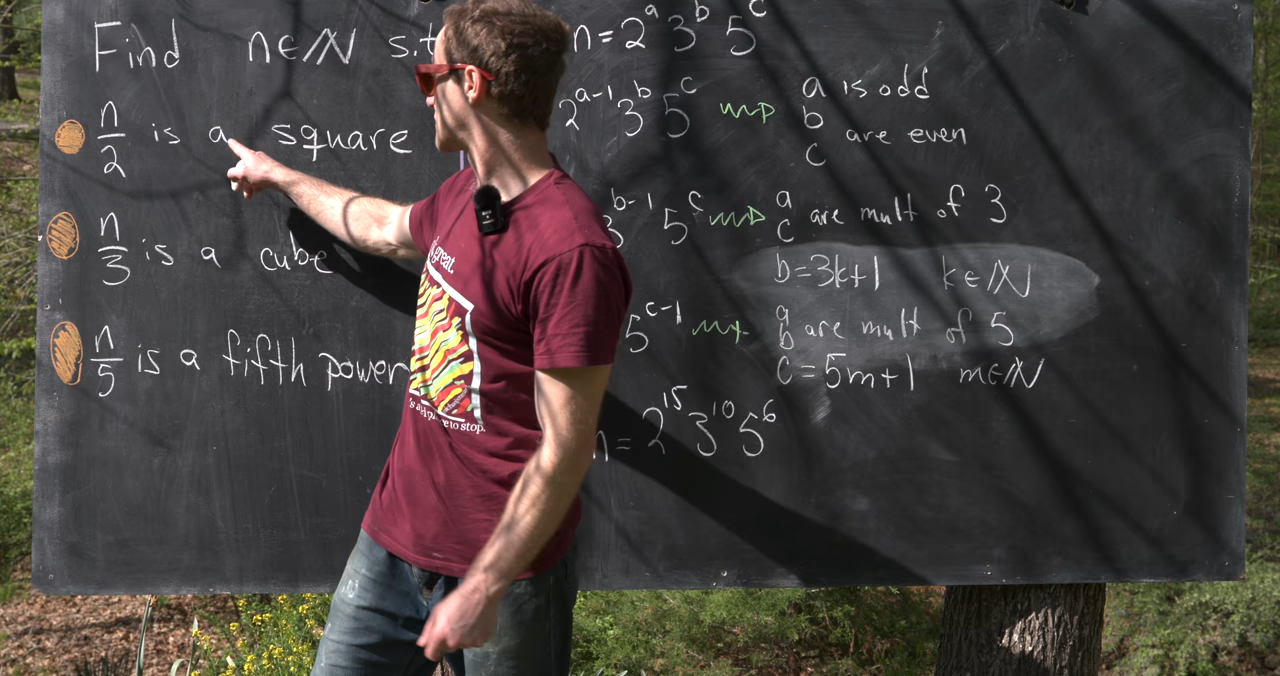 Find n∈ℕ s.t
n/2 is a square
n/3 is a cube
n/5 is a fifth power
n=2^a 3^b 5^c
2^{a-1} 3^b 5^c ⇝ a is odd
b
c are even
3^{b-1} 5^c ⇝ a
c are mult of 3
b=3k+1 k∈ℕ
5^{c-1} ⇝ a
b are mult of 5
c=5m+1 m∈ℕ
n=2^{15} 3^{10} 5^6
great.
place to stop.